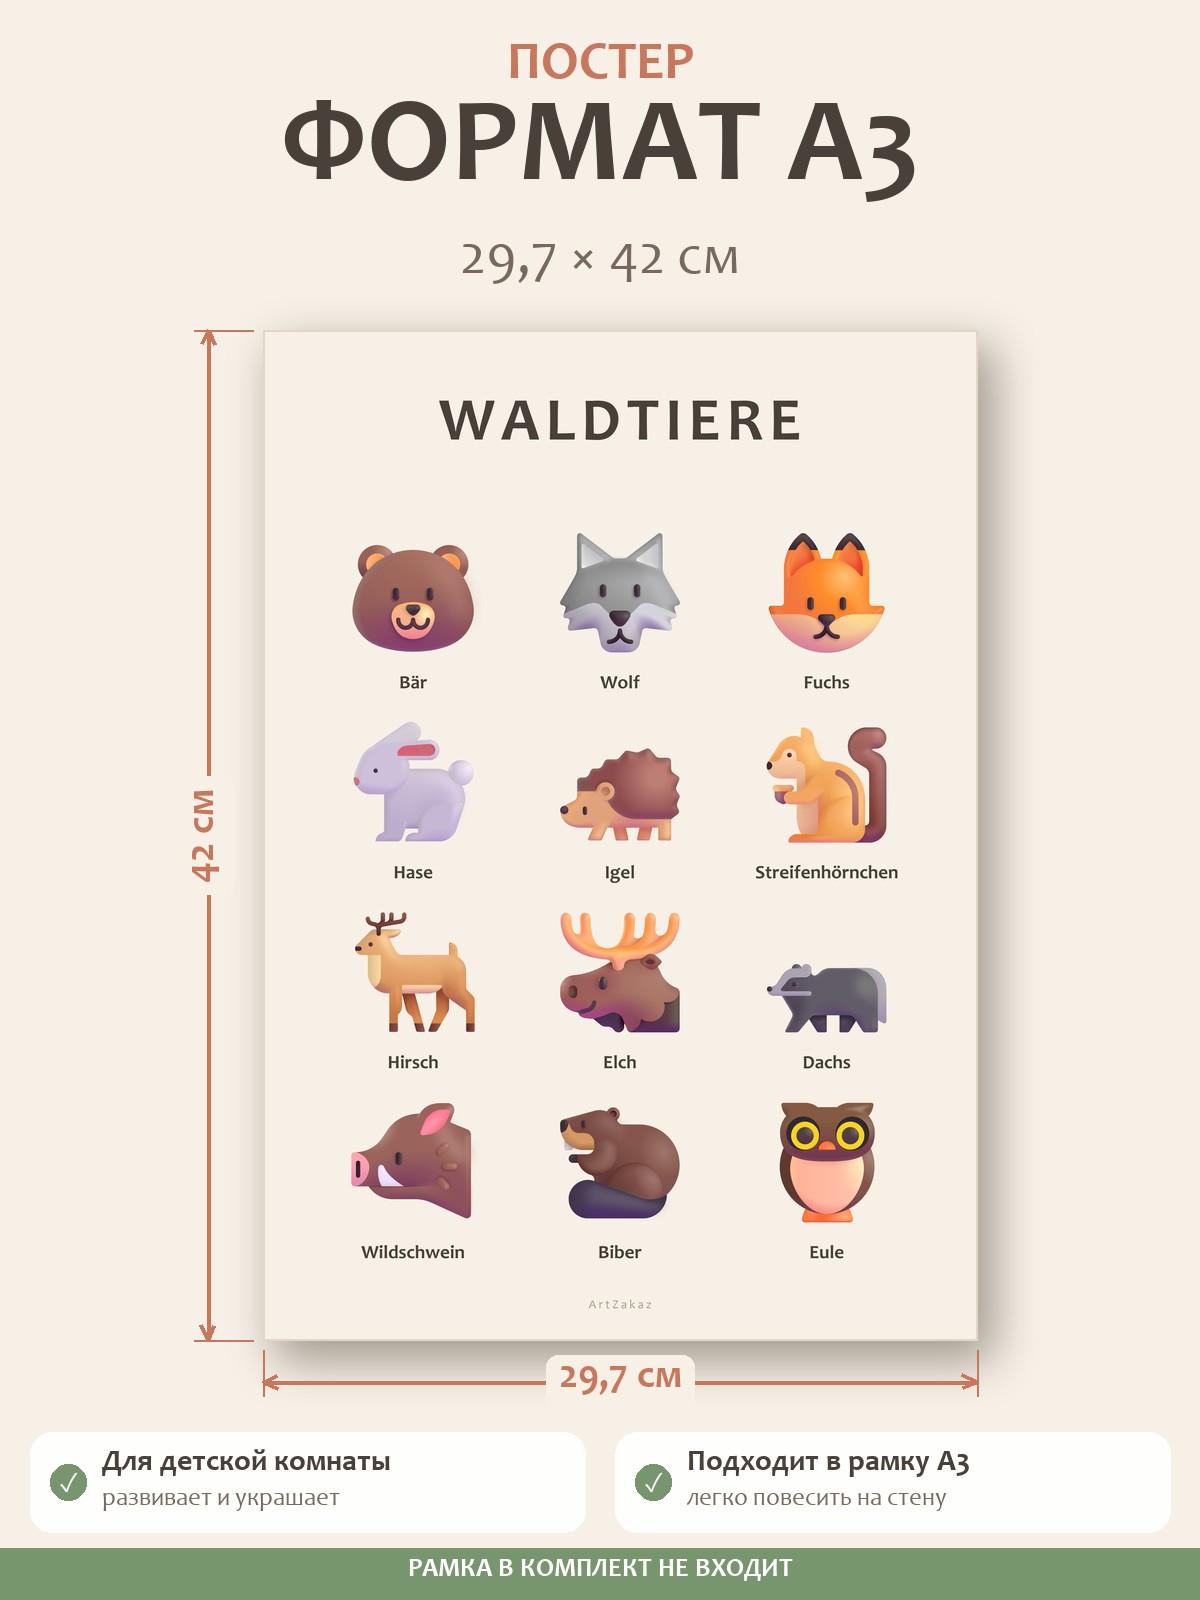 ПОСТЕР
ФОРМАТ А3
29,7 × 42 см
WALDTIERE
Bär
Wolf
Fuchs
Hase
Igel
Streifenhörnchen
42 см
Hirsch
Elch
Dachs
Wildschwein
Biber
Eule
ArtZakaz
29,7 см
Для детской комнаты
развивает и украшает
Подходит в рамку А3
легко повесить на стену
РАМКА В КОМПЛЕКТ НЕ ВХОДИТ